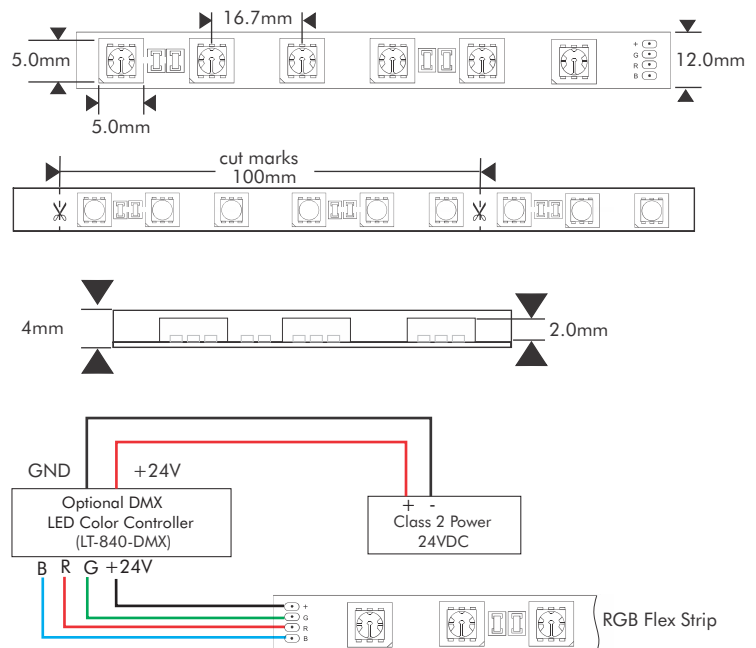 16.7mm
5.0mm
5.0mm
+
G
R
B
12.0mm
cut marks
100mm
4mm
2.0mm
GND
+24V
Optional DMX
LED Color Controller
(LT-840-DMX)
+ -
Class 2 Power
24VDC
B R G +24V
+
G
R
B
RGB Flex Strip